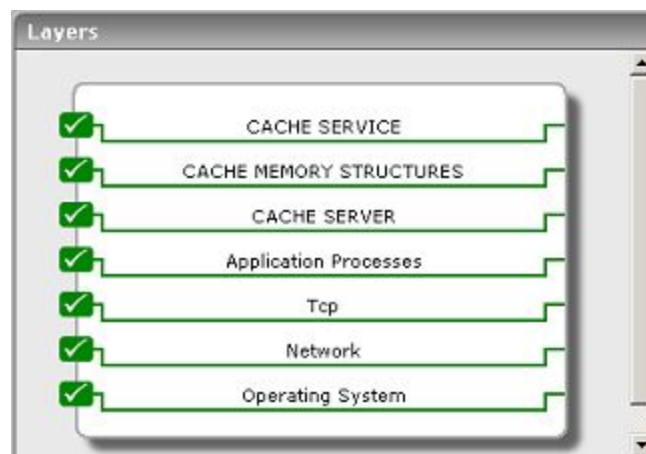 Layers
CACHE SERVICE
CACHE MEMORY STRUCTURES
CACHE SERVER
Application Processes
Tcp
Network
Operating System